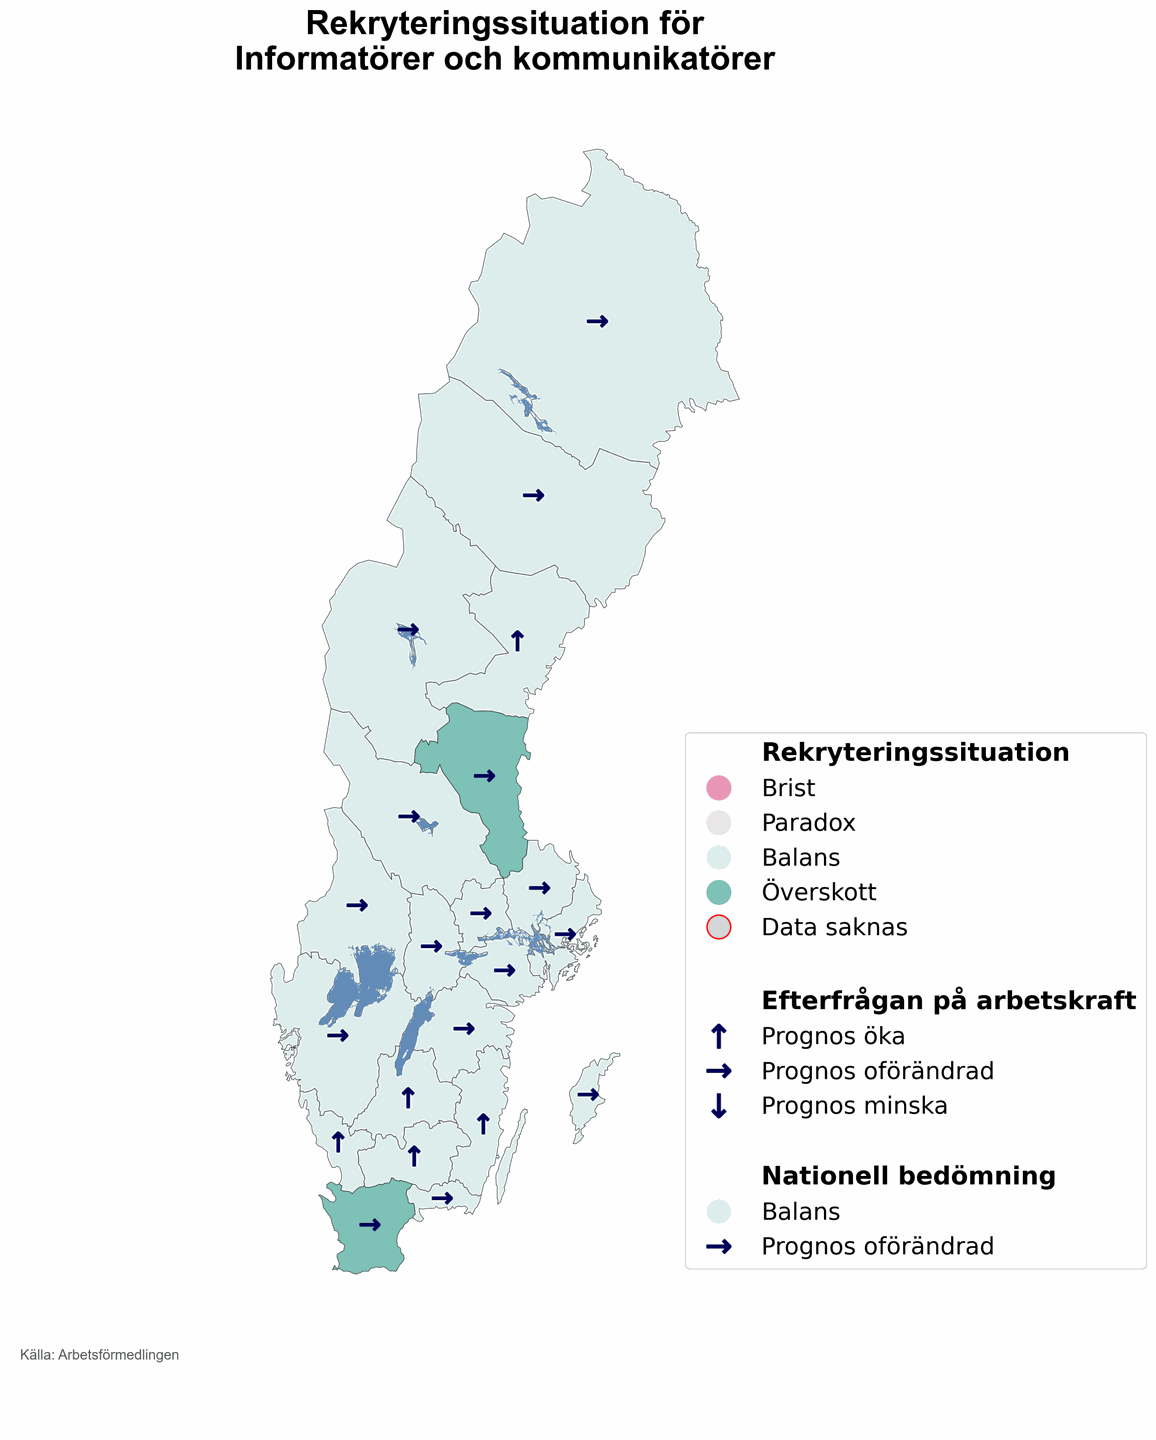 Rekryteringssituation för
Informatörer och kommunikatörer
Rekryteringssituation
Brist
Paradox
Balans
Överskott
Data saknas
Efterfrågan på arbetskraft
Prognos öka
Prognos oförändrad
Prognos minska
Nationell bedömning
Balans
Prognos oförändrad
Källa: Arbetsförmedlingen